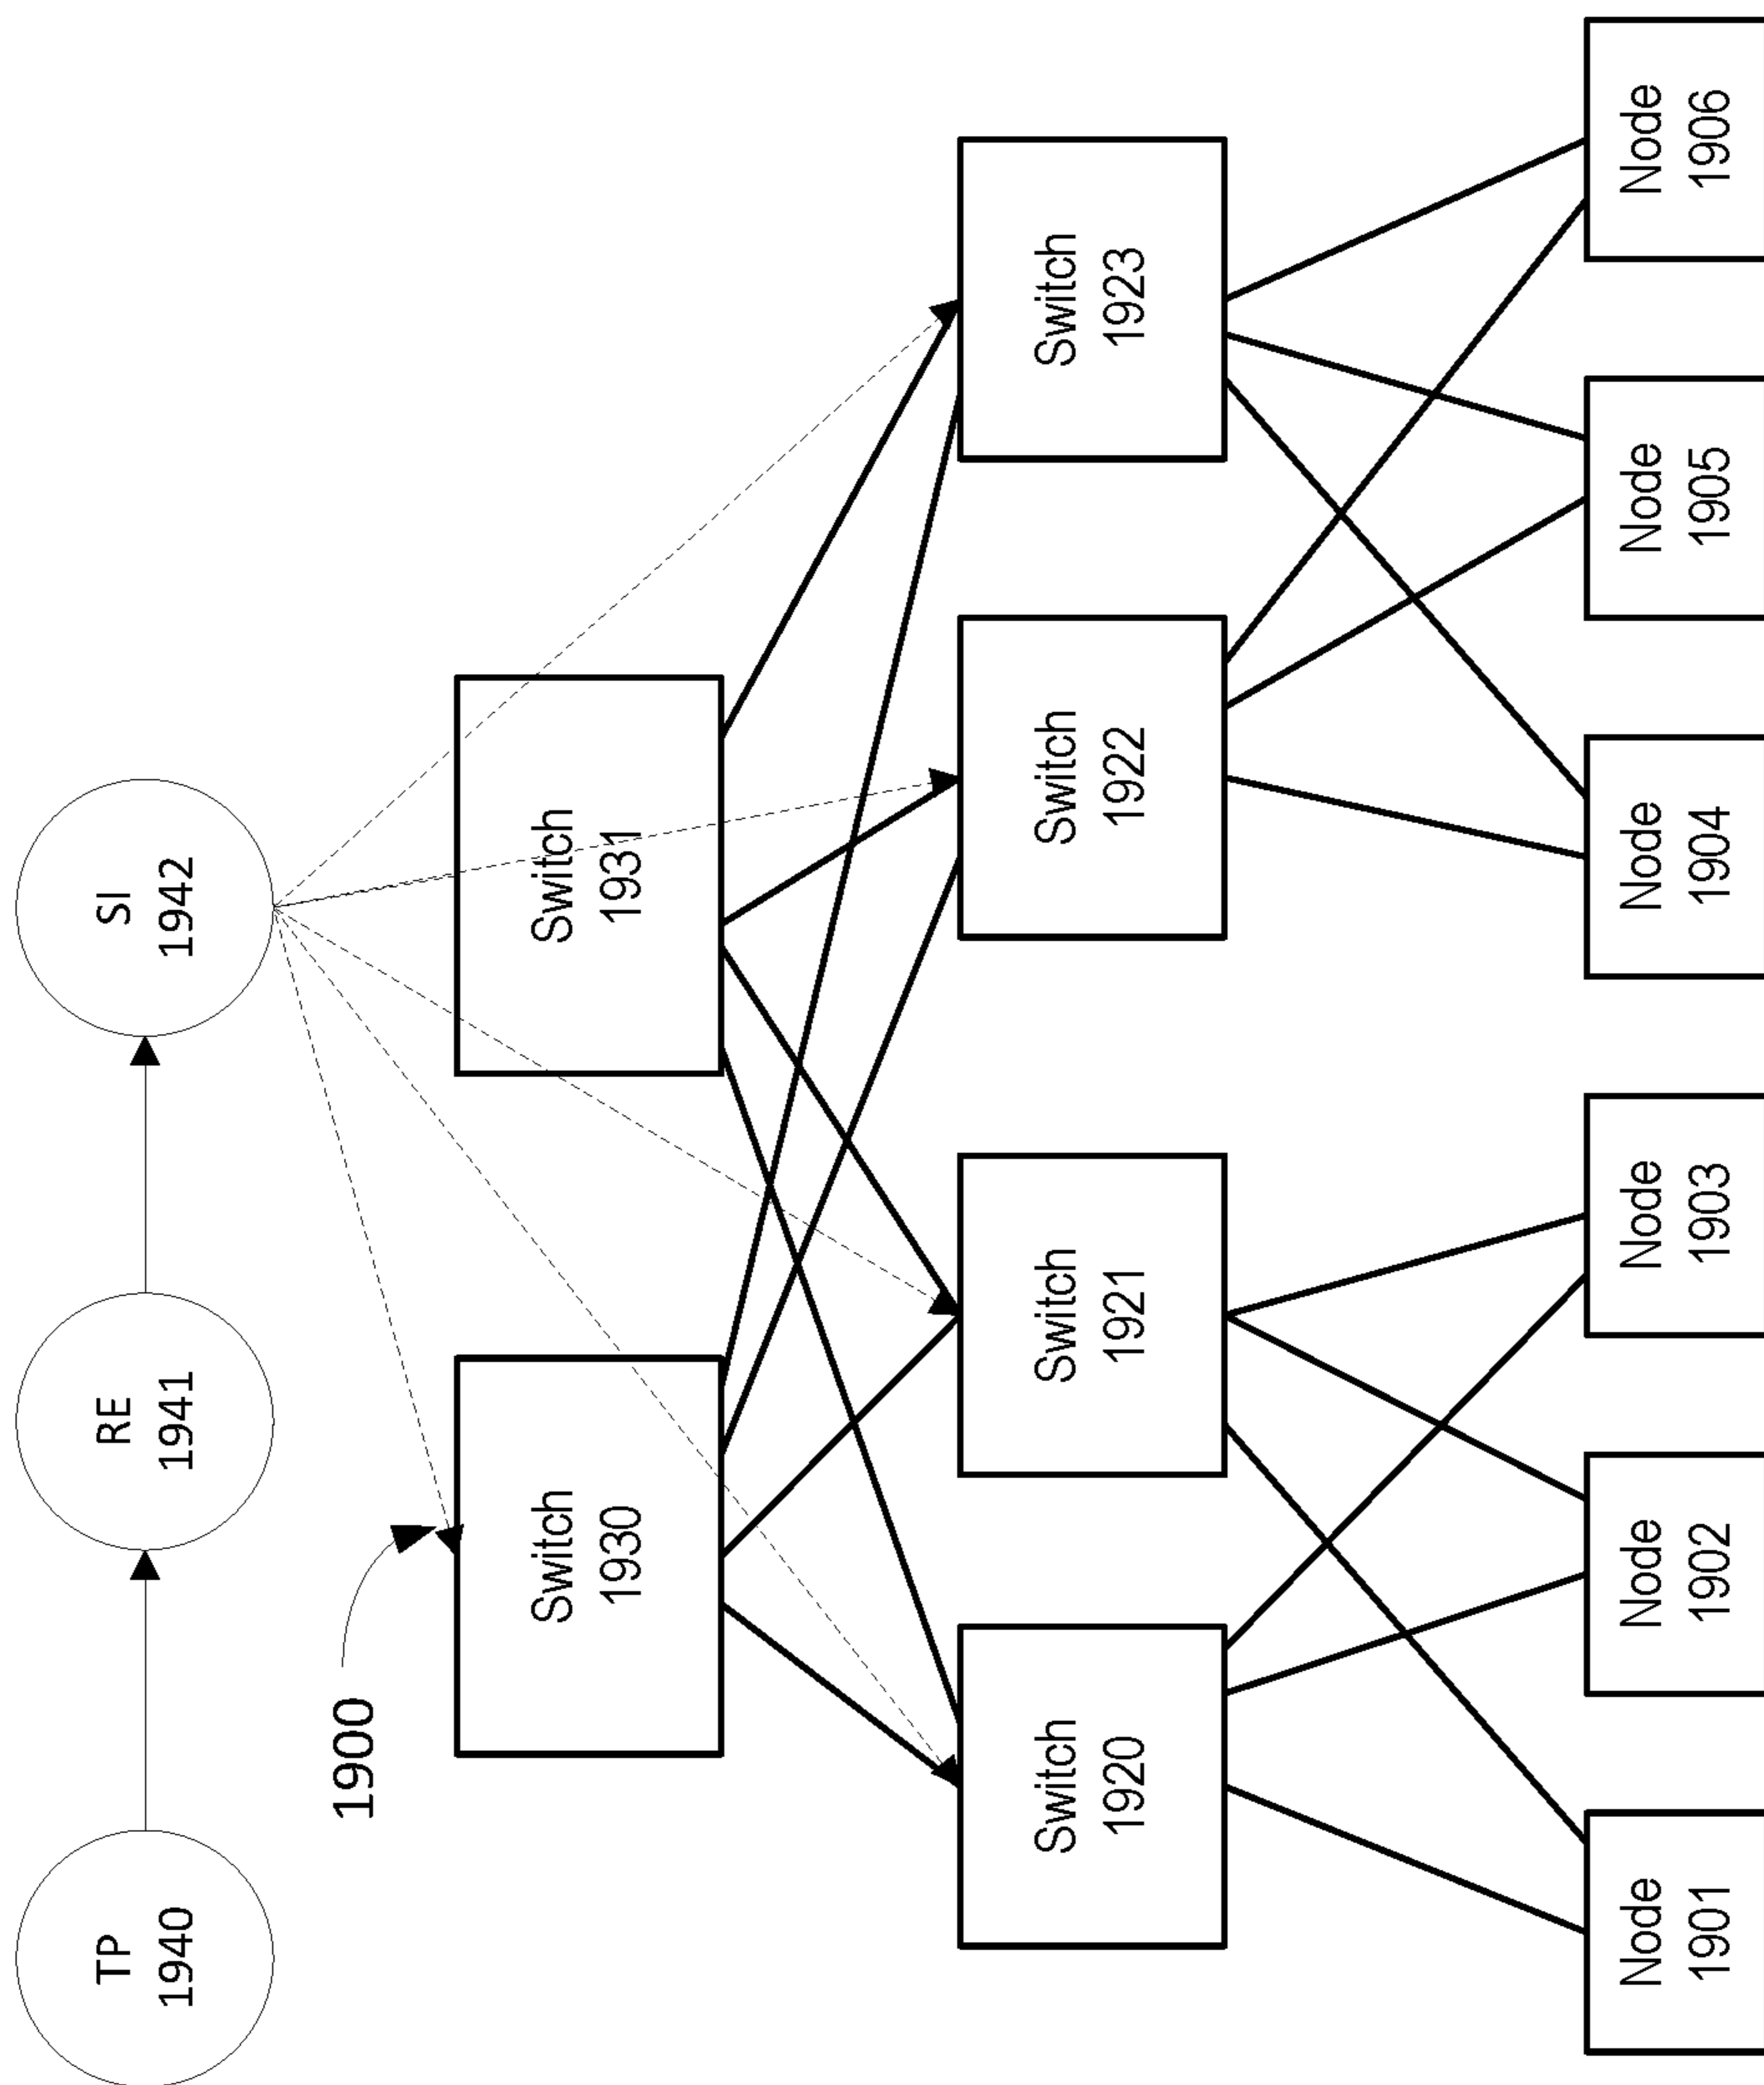 TP
1940
RE
1941
SI
1942
1900
Switch
1930
Switch
1931
Switch
1920
Switch
1921
Switch
1922
Switch
1923
Node
1901
Node
1902
Node
1903
Node
1904
Node
1905
Node
1906